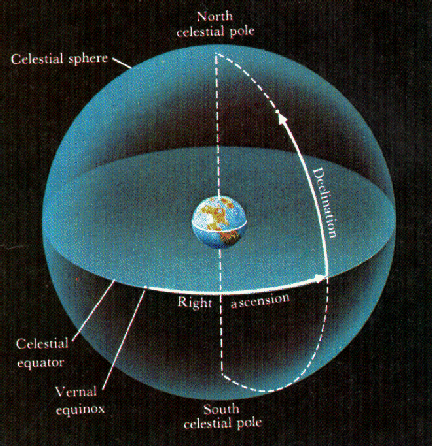 North
celestial pole
Celestial sphere
Declination
Right ascension
Celestial
equator
Vernal
equinox
South
celestial pole